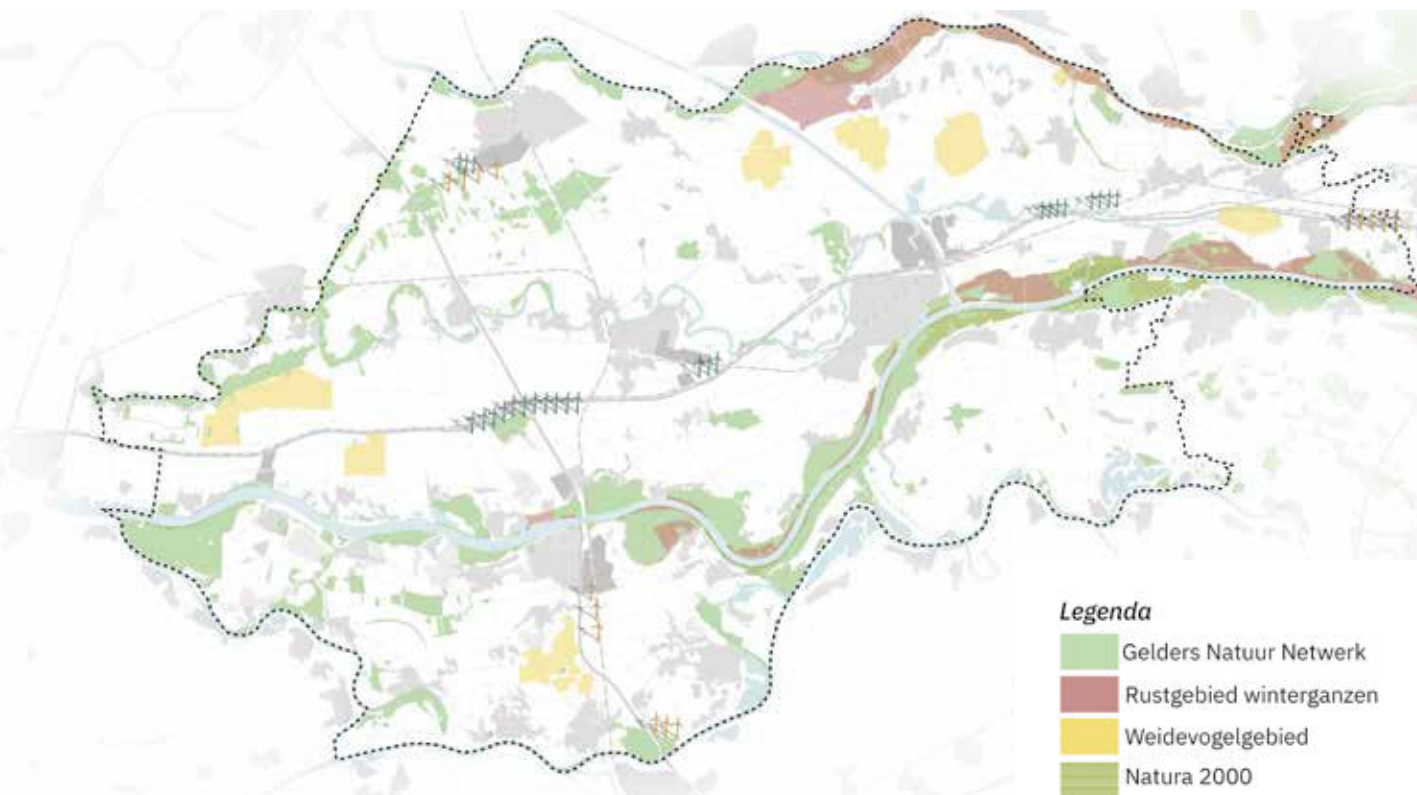 Legenda
Gelders Natuur Netwerk
Rustgebied winterganzen
Weidevogelgebied
Natura 2000